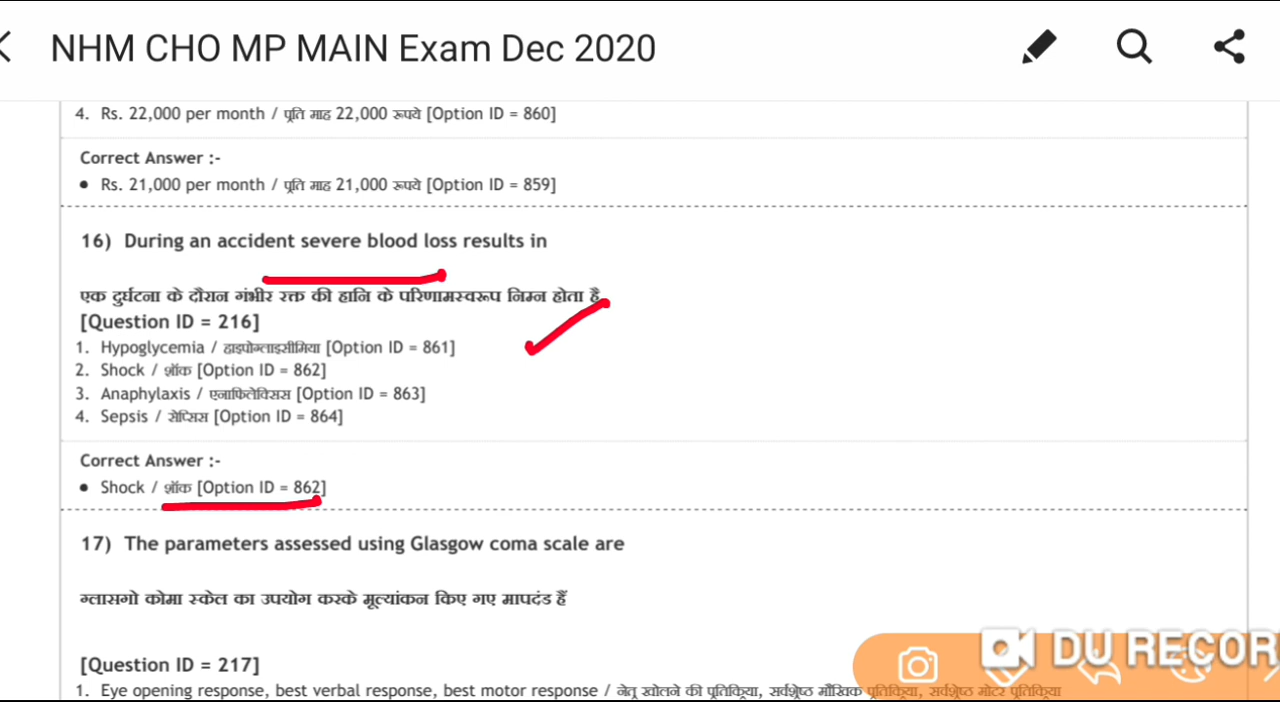 NHM CHO MP MAIN Exam Dec 2020
4. Rs. 22,000 per month / प्रति माह 22,000 रूपये [Option ID = 860]
Correct Answer :-
• Rs. 21,000 per month / प्रति माह 21,000 रूपये [Option ID = 859]
16) During an accident severe blood loss results in
एक दुर्घटना के दौरान गंभीर रक्त की हानि के परिणामस्वरूप निम्न होता है
[Question ID = 216]
1. Hypoglycemia / हाइपोग्लाइसीमिया [Option ID = 861]
2. Shock / शॉक [Option ID = 862]
3. Anaphylaxis / एनाफिलेक्सिस [Option ID = 863]
4. Sepsis / सेप्सिस [Option ID = 864]
Correct Answer :-
• Shock / शॉक [Option ID = 862]
17) The parameters assessed using Glasgow coma scale are
ग्लासगो कोमा स्केल का उपयोग करके मूल्यांकन किए गए मापदंड हैं
[Question ID = 217]
DU RECOR
1. Eye opening response, best verbal response, best motor response / नेत्र खोलने की प्रतिक्रिया, सर्वश्रेष्ठ मौखिक प्रतिक्रिया, सर्वश्रेष्ठ मोटर प्रतिक्रिया